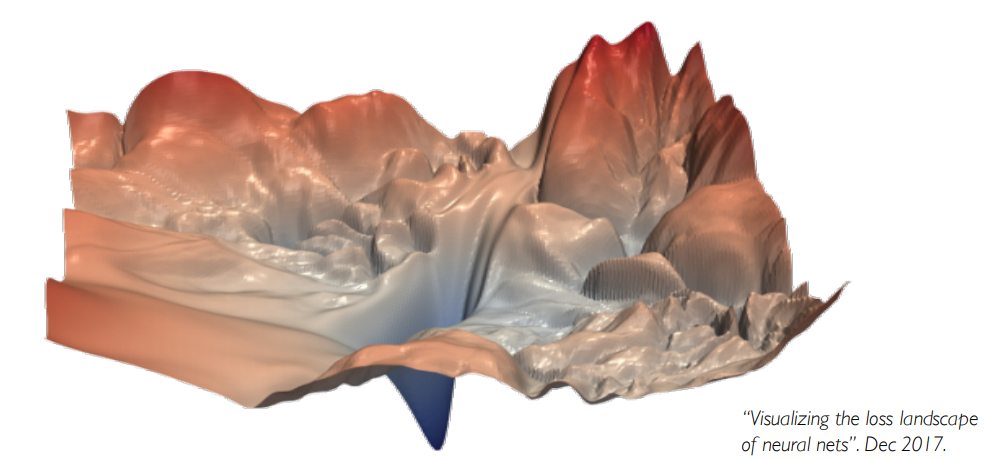 “Visualizing the loss landscape
of neural nets”. Dec 2017.